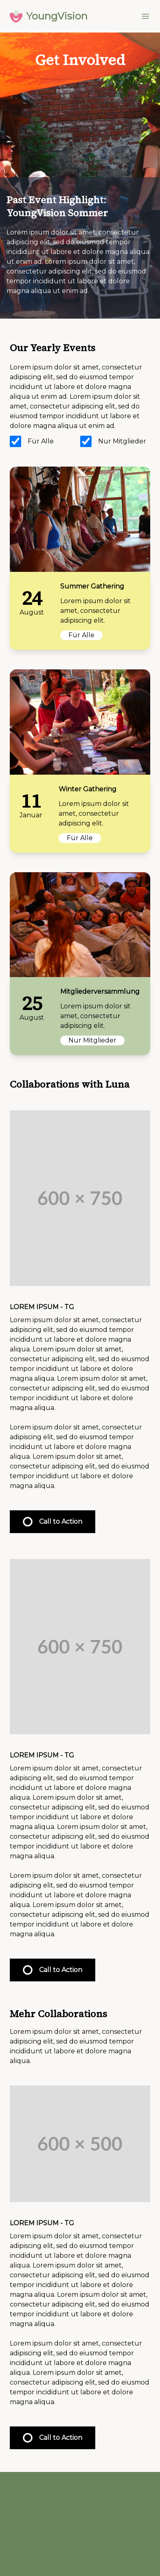 YoungVision
Get Involved
Past Event Highlight:
YoungVision Sommer
Lorem ipsum dolor sit amet, consectetur
adipiscing elit, sed do eiusmod tempor
incididunt ut labore et dolore magna aliqua
ut enim ad. Lorem ipsum dolor sit amet,
consectetur adipiscing elit, sed do eiusmod
tempor incididunt ut labore et dolore
magna aliqua ut enim ad.
Our Yearly Events
Lorem ipsum dolor sit amet, consectetur
adipiscing elit, sed do eiusmod tempor
incididunt ut labore et dolore magna
aliqua ut enim ad. Lorem ipsum dolor sit
amet, consectetur adipiscing elit, sed do
eiusmod tempor incididunt ut labore et
dolore magna aliqua ut enim ad.
Für Alle Nur Mitglieder
24
August
Summer Gathering
Lorem ipsum dolor sit
amet, consectetur
adipiscing elit.
Für Alle
11
Januar
Winter Gathering
Lorem ipsum dolor sit
amet, consectetur
adipiscing elit.
Für Alle
25
August
Mitgliederversammlung
Lorem ipsum dolor sit
amet, consectetur
adipiscing elit.
Nur Mitglieder
Collaborations with Luna
600 × 750
LOREM IPSUM - TG
Lorem ipsum dolor sit amet, consectetur
adipiscing elit, sed do eiusmod tempor
incididunt ut labore et dolore magna
aliqua. Lorem ipsum dolor sit amet,
consectetur adipiscing elit, sed do eiusmod
tempor incididunt ut labore et dolore
magna aliqua. Lorem ipsum dolor sit amet,
consectetur adipiscing elit, sed do eiusmod
tempor incididunt ut labore et dolore
magna aliqua.
Lorem ipsum dolor sit amet, consectetur
adipiscing elit, sed do eiusmod tempor
incididunt ut labore et dolore magna
aliqua. Lorem ipsum dolor sit amet,
consectetur adipiscing elit, sed do eiusmod
tempor incididunt ut labore et dolore
magna aliqua.
Call to Action
600 × 750
LOREM IPSUM - TG
Lorem ipsum dolor sit amet, consectetur
adipiscing elit, sed do eiusmod tempor
incididunt ut labore et dolore magna
aliqua. Lorem ipsum dolor sit amet,
consectetur adipiscing elit, sed do eiusmod
tempor incididunt ut labore et dolore
magna aliqua. Lorem ipsum dolor sit amet,
consectetur adipiscing elit, sed do eiusmod
tempor incididunt ut labore et dolore
magna aliqua.
Lorem ipsum dolor sit amet, consectetur
adipiscing elit, sed do eiusmod tempor
incididunt ut labore et dolore magna
aliqua. Lorem ipsum dolor sit amet,
consectetur adipiscing elit, sed do eiusmod
tempor incididunt ut labore et dolore
magna aliqua.
Call to Action
Mehr Collaborations
Lorem ipsum dolor sit amet, consectetur
adipiscing elit, sed do eiusmod tempor
incididunt ut labore et dolore magna
aliqua.
600 × 500
LOREM IPSUM - TG
Lorem ipsum dolor sit amet, consectetur
adipiscing elit, sed do eiusmod tempor
incididunt ut labore et dolore magna
aliqua. Lorem ipsum dolor sit amet,
consectetur adipiscing elit, sed do eiusmod
tempor incididunt ut labore et dolore
magna aliqua. Lorem ipsum dolor sit amet,
consectetur adipiscing elit, sed do eiusmod
tempor incididunt ut labore et dolore
magna aliqua.
Lorem ipsum dolor sit amet, consectetur
adipiscing elit, sed do eiusmod tempor
incididunt ut labore et dolore magna
aliqua. Lorem ipsum dolor sit amet,
consectetur adipiscing elit, sed do eiusmod
tempor incididunt ut labore et dolore
magna aliqua.
Call to Action